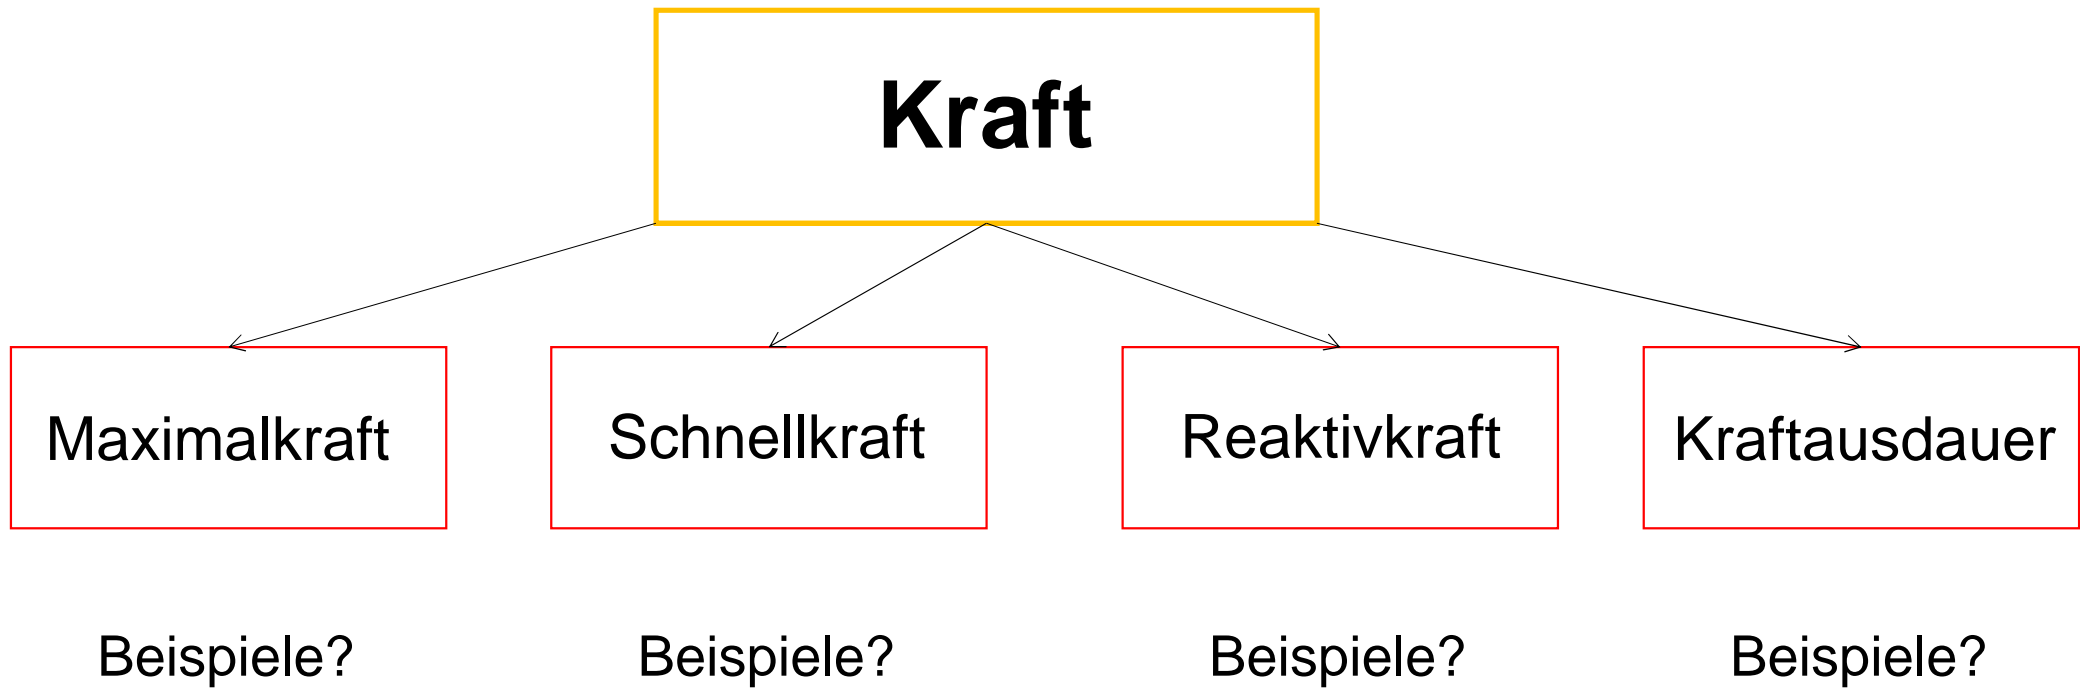 Kraft
Maximalkraft
Schnellkraft
Reaktivkraft
Kraftausdauer
Beispiele?
Beispiele?
Beispiele?
Beispiele?